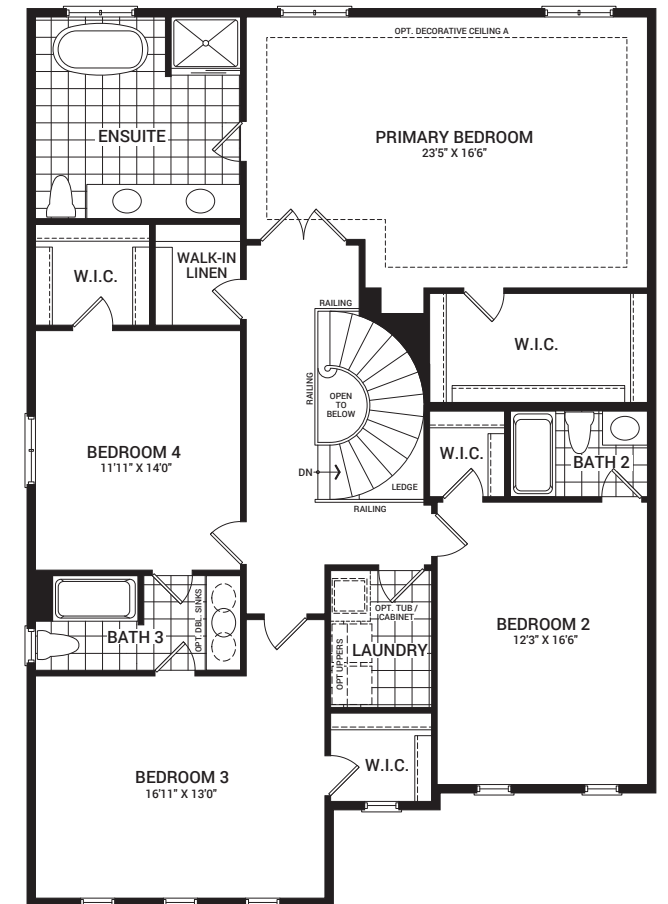 OPT. DECORATIVE CEILING A
ENSUITE
PRIMARY BEDROOM
23'5" X 16'6"
W.I.C.
WALK-IN
LINEN
RAILING
W.I.C.
RAILING
OPEN
TO
BELOW
BEDROOM 4
11'11" X 14'0"
W.I.C.
BATH 2
DN
LEDGE
RAILING
OPT. DBL. SINKS
BATH 3
OPT. TUB /
CABINET
OPT UPPERS
LAUNDRY
BEDROOM 2
12'3" X 16'6"
W.I.C.
BEDROOM 3
16'11" X 13'0"